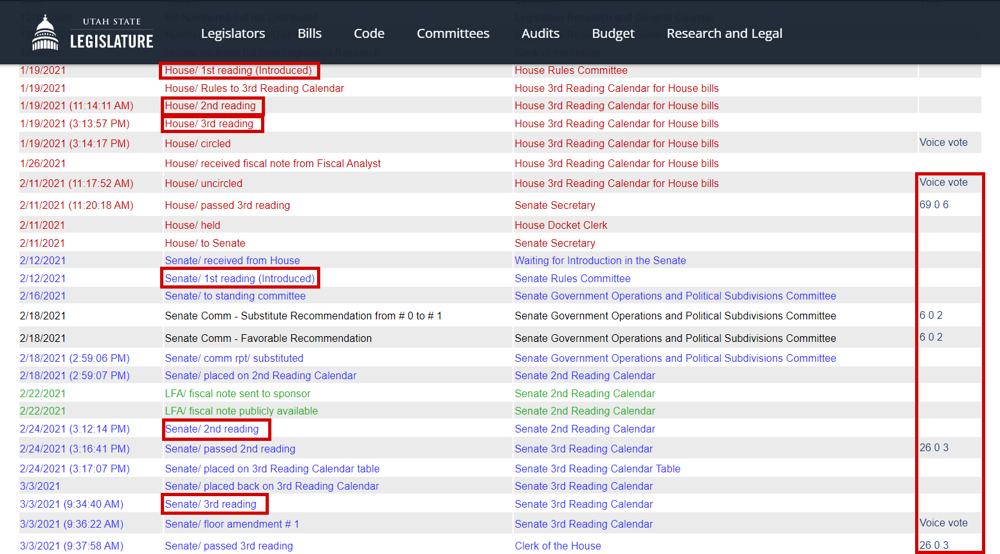 UTAH STATE
LEGISLATURE
Legislators Bills Code Committees Audits Budget Research and Legal
Bill Numbered but not Distributed Legislative Research and General Counsel
House/ received bill from Legislative Research Clerk of the House
1/19/2021 House/ 1st reading (Introduced) House Rules Committee
1/19/2021 House/ Rules to 3rd Reading Calendar House 3rd Reading Calendar for House bills
1/19/2021 (11:14:11 AM) House/ 2nd reading House 3rd Reading Calendar for House bills
1/19/2021 (3:13:57 PM) House/ 3rd reading House 3rd Reading Calendar for House bills
1/19/2021 (3:14:17 PM) House/ circled House 3rd Reading Calendar for House bills Voice vote
1/26/2021 House/ received fiscal note from Fiscal Analyst House 3rd Reading Calendar for House bills
2/11/2021 (11:17:52 AM) House/ uncircled House 3rd Reading Calendar for House bills Voice vote
2/11/2021 (11:20:18 AM) House/ passed 3rd reading Senate Secretary 69 0 6
2/11/2021 House/ held House Docket Clerk
2/11/2021 House/ to Senate Senate Secretary
2/12/2021 Senate/ received from House Waiting for Introduction in the Senate
2/12/2021 Senate/ 1st reading (Introduced) Senate Rules Committee
2/16/2021 Senate/ to standing committee Senate Government Operations and Political Subdivisions Committee
2/18/2021 Senate Comm - Substitute Recommendation from # 0 to # 1 Senate Government Operations and Political Subdivisions Committee 6 0 2
2/18/2021 Senate Comm - Favorable Recommendation Senate Government Operations and Political Subdivisions Committee 6 0 2
2/18/2021 (2:59:06 PM) Senate/ comm rpt/ substituted Senate Government Operations and Political Subdivisions Committee
2/18/2021 (2:59:07 PM) Senate/ placed on 2nd Reading Calendar Senate 2nd Reading Calendar
2/22/2021 LFA/ fiscal note sent to sponsor Senate 2nd Reading Calendar
2/22/2021 LFA/ fiscal note publicly available Senate 2nd Reading Calendar
2/24/2021 (3:12:14 PM) Senate/ 2nd reading Senate 2nd Reading Calendar
2/24/2021 (3:16:41 PM) Senate/ passed 2nd reading Senate 3rd Reading Calendar 26 0 3
2/24/2021 (3:17:07 PM) Senate/ placed on 3rd Reading Calendar table Senate 3rd Reading Calendar Table
3/3/2021 Senate/ placed back on 3rd Reading Calendar Senate 3rd Reading Calendar
3/3/2021 (9:34:40 AM) Senate/ 3rd reading Senate 3rd Reading Calendar
3/3/2021 (9:36:22 AM) Senate/ floor amendment # 1 Senate 3rd Reading Calendar Voice vote
3/3/2021 (9:37:58 AM) Senate/ passed 3rd reading Clerk of the House 26 0 3